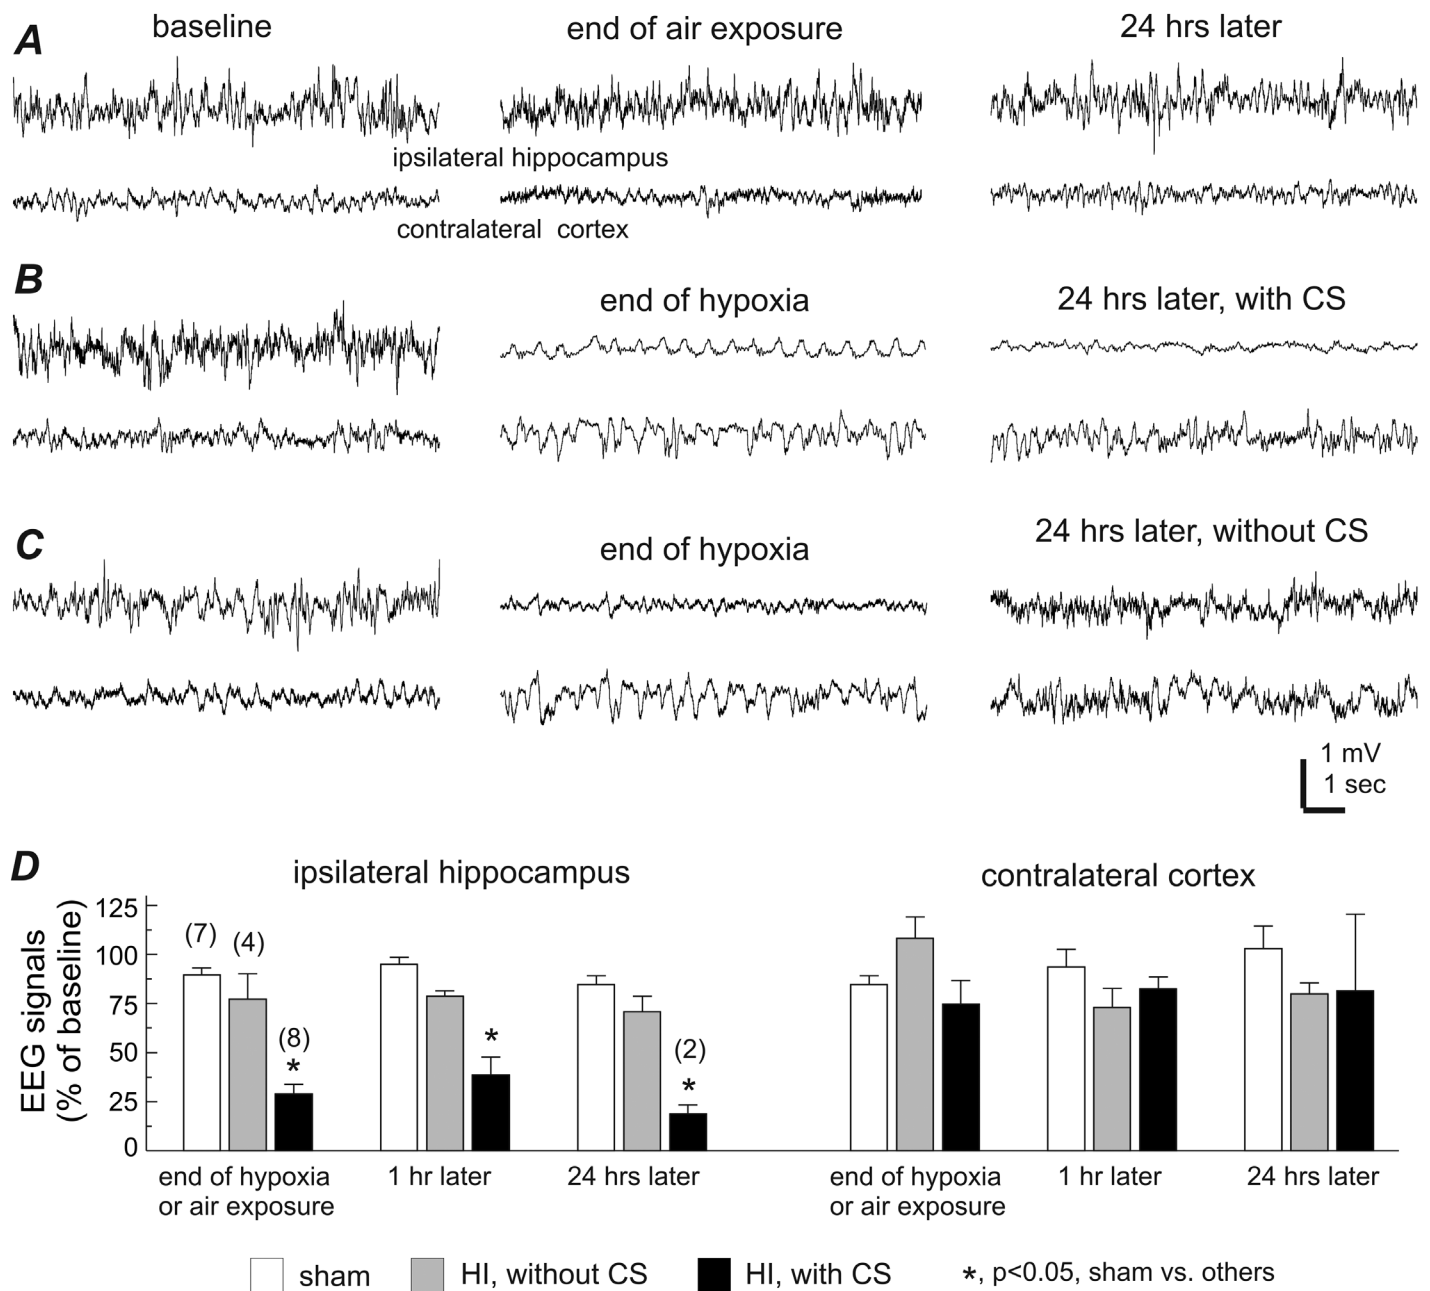 A
baseline
end of air exposure
24 hrs later
ipsilateral hippocampus
contralateral cortex
B
end of hypoxia
24 hrs later, with CS
C
end of hypoxia
24 hrs later, without CS
1 mV
1 sec
D
ipsilateral hippocampus
contralateral cortex
EEG signals
(% of baseline)
125
100
75
50
25
0
(7)
(4)
(8)
*
*
(2)
*
end of hypoxia
or air exposure
1 hr later
24 hrs later
end of hypoxia
or air exposure
1 hr later
24 hrs later
sham
HI, without CS
HI, with CS
*, p<0.05, sham vs. others